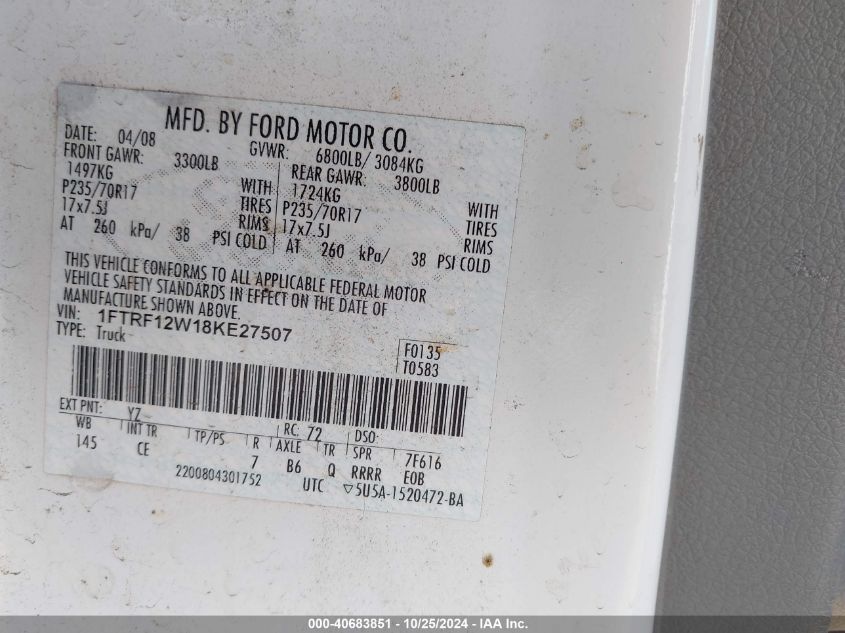 MFD. BY FORD MOTOR CO.
DATE: 04/08 GVWR: 6800LB/ 3084KG
FRONT GAWR: 3300LB REAR GAWR: 3800LB
1497KG WITH 1724KG WITH
P235/70R17 TIRES P235/70R17 TIRES
17x7.5J RIMS 17x7.5J RIMS
AT 260 kPa/ 38 PSI COLD AT 260 kPa/ 38 PSI COLD
THIS VEHICLE CONFORMS TO ALL APPLICABLE FEDERAL MOTOR
VEHICLE SAFETY STANDARDS IN EFFECT ON THE DATE OF
MANUFACTURE SHOWN ABOVE.
VIN: 1FTRF12W18KE27507
TYPE: Truck
F0135
T0583
EXT PNT: YZ RC: 72 DSO:
WB INT TR TP/PS R AXLE TR SPR 7F616
145 CE 7 B6 Q RRRR E0B
2200804301752 UTC ▽5U5A-1520472-BA
000-40683851 - 10/25/2024 - IAA Inc.